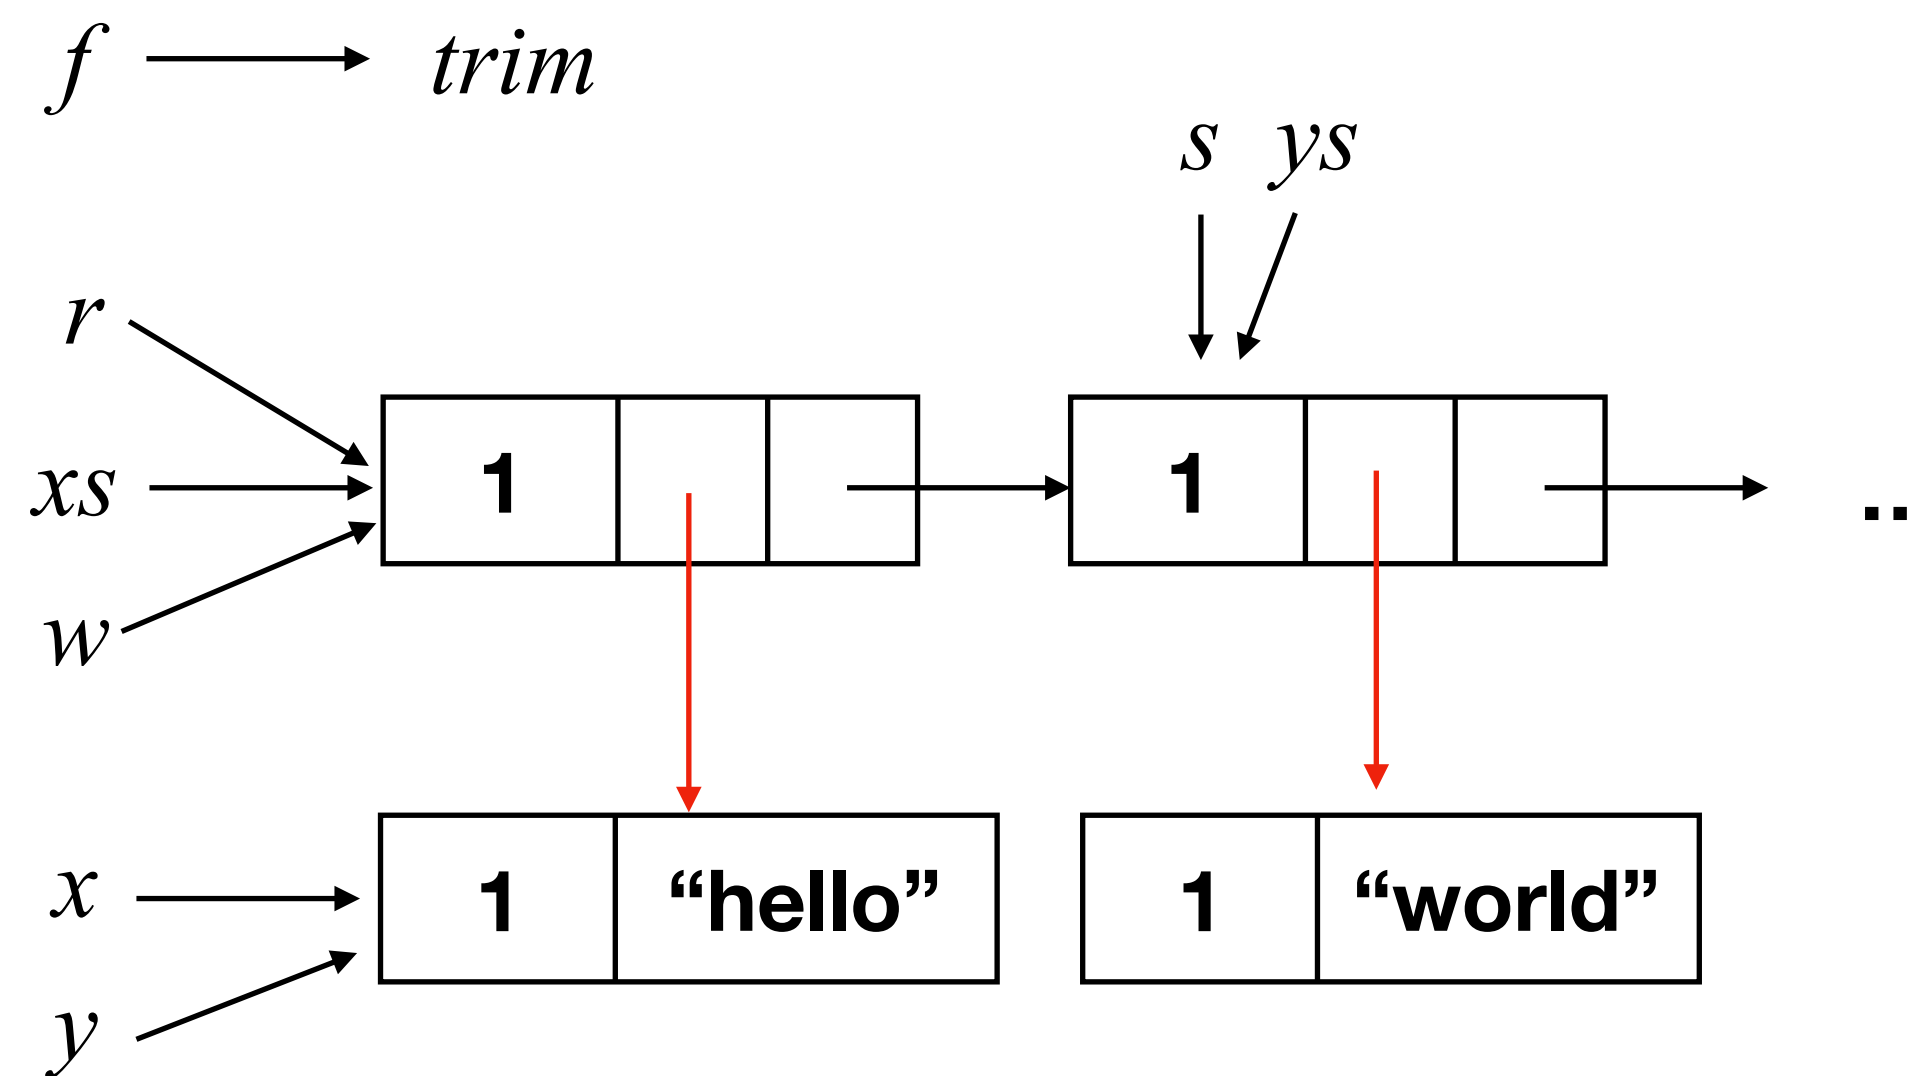 f trim
s ys
r
xs 1 1 ..
w
x 1 “hello” 1 “world”
y